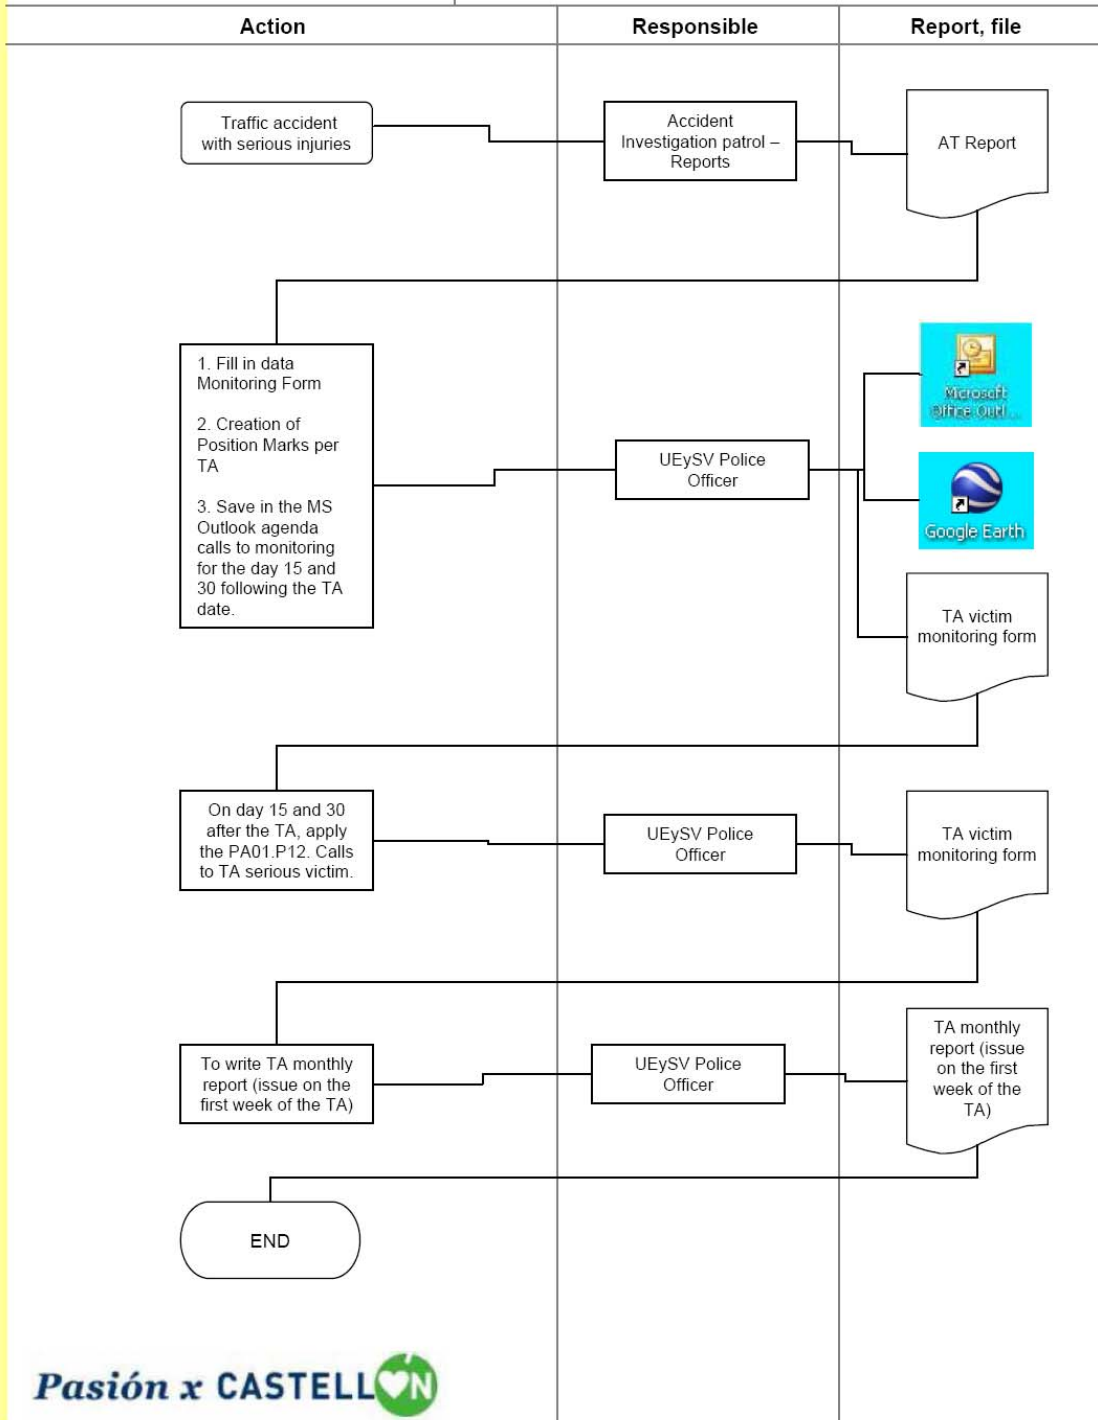 Action
Responsible
Report, file
Traffic accident
with serious injuries
Accident
Investigation patrol –
Reports
AT Report
1. Fill in data
Monitoring Form
2. Creation of
Position Marks per
TA
3. Save in the MS
Outlook agenda
calls to monitoring
for the day 15 and
30 following the TA
date.
UEySV Police
Officer
Microsoft
Office Outl...
Google Earth
TA victim
monitoring form
On day 15 and 30
after the TA, apply
the PA01.P12. Calls
to TA serious victim.
UEySV Police
Officer
TA victim
monitoring form
To write TA monthly
report (issue on the
first week of the TA)
UEySV Police
Officer
TA monthly
report (issue
on the first
week of the
TA)
END
Pasión x CASTELLON